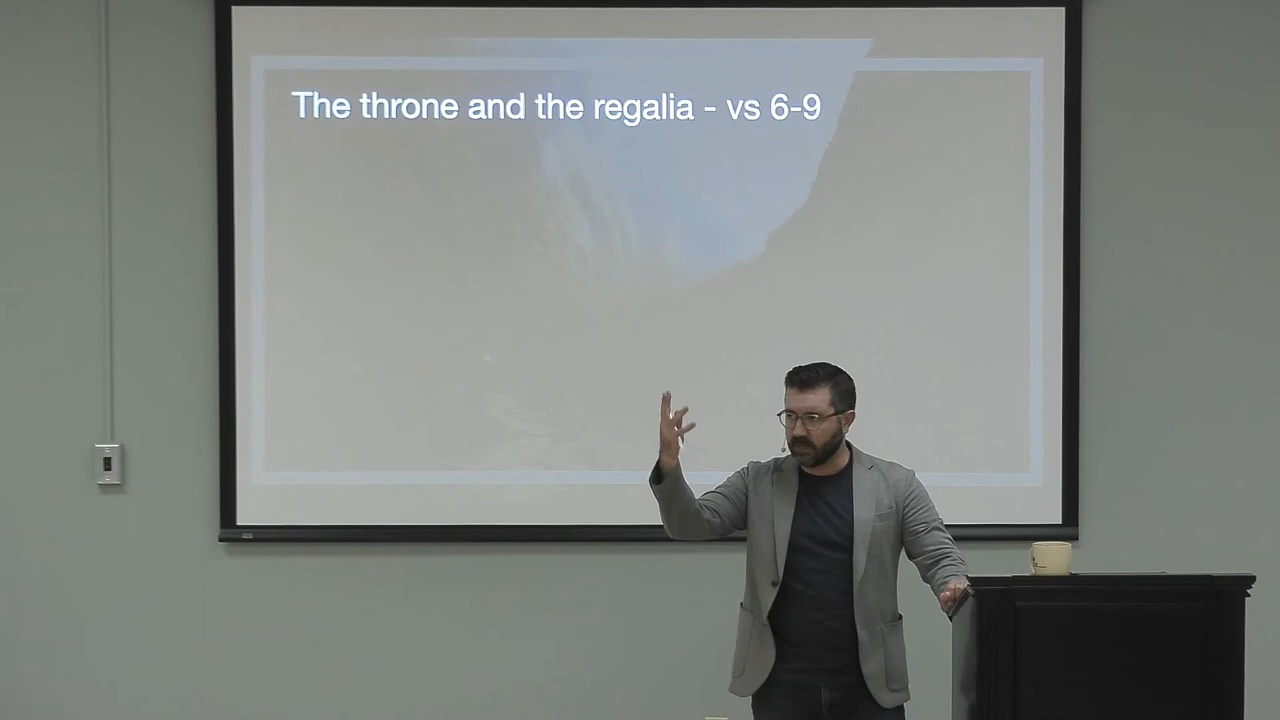 The throne and the regalia - vs 6-9